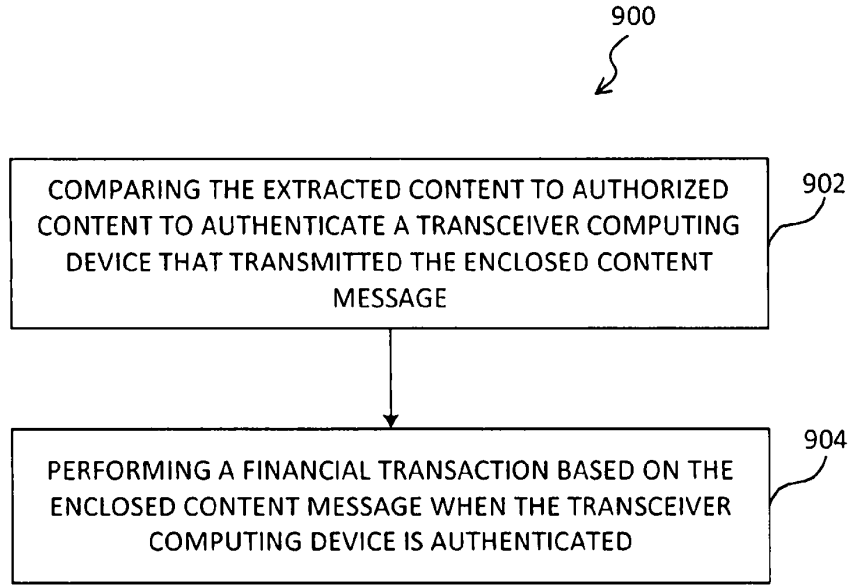 900
COMPARING THE EXTRACTED CONTENT TO AUTHORIZED
CONTENT TO AUTHENTICATE A TRANSCEIVER COMPUTING
DEVICE THAT TRANSMITTED THE ENCLOSED CONTENT
MESSAGE
902
PERFORMING A FINANCIAL TRANSACTION BASED ON THE
ENCLOSED CONTENT MESSAGE WHEN THE TRANSCEIVER
COMPUTING DEVICE IS AUTHENTICATED
904